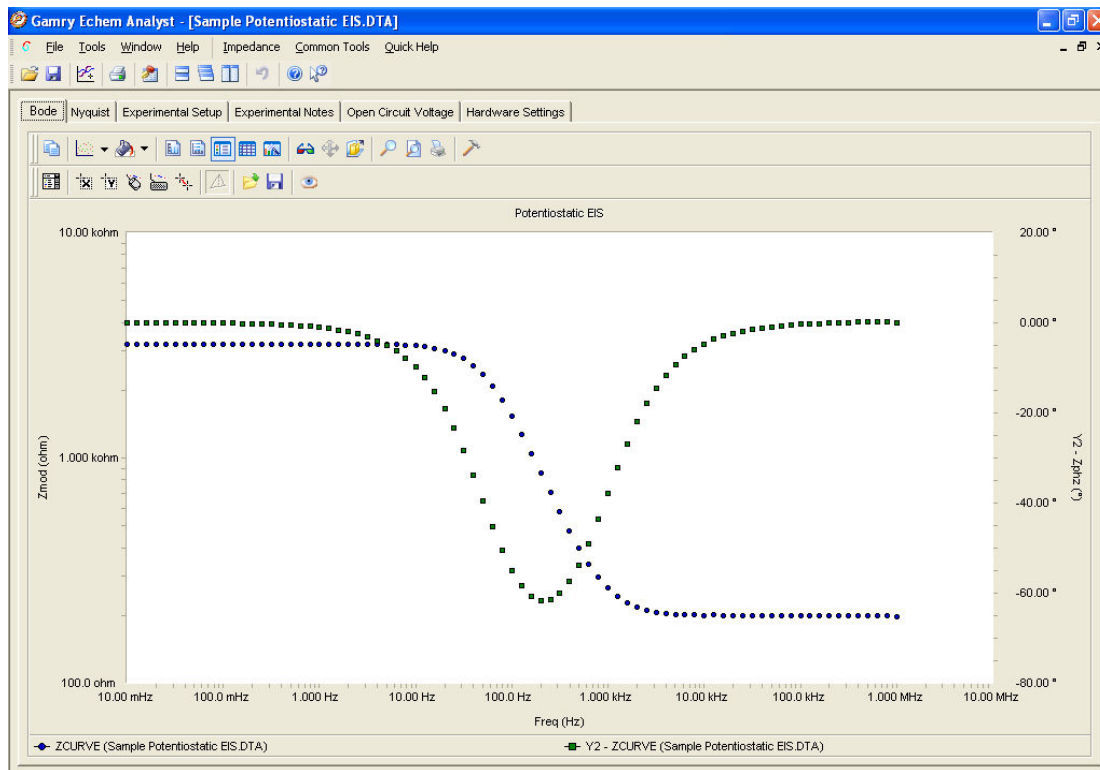 Gamry Echem Analyst - [Sample Potentiostatic EIS.DTA]
File Tools Window Help Impedance Common Tools Quick Help
Bode Nyquist Experimental Setup Experimental Notes Open Circuit Voltage Hardware Settings
Potentiostatic EIS
10.00 kohm
1.000 kohm
100.0 ohm
Zmod (ohm)
20.00 °
0.000 °
-20.00 °
-40.00 °
-60.00 °
-80.00 °
Y2 - Zphz (°)
10.00 mHz 100.0 mHz 1.000 Hz 10.00 Hz 100.0 Hz 1.000 kHz 10.00 kHz 100.0 kHz 1.000 MHz 10.00 MHz
Freq (Hz)
ZCURVE (Sample Potentiostatic EIS.DTA) Y2 - ZCURVE (Sample Potentiostatic EIS.DTA)